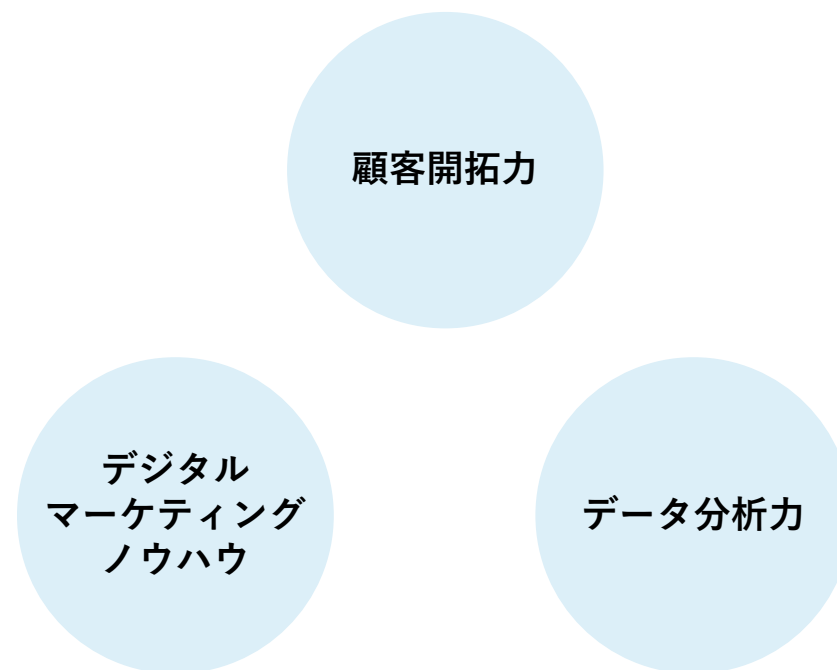 顧客開拓力
デジタル
マーケティング
ノウハウ
データ分析力